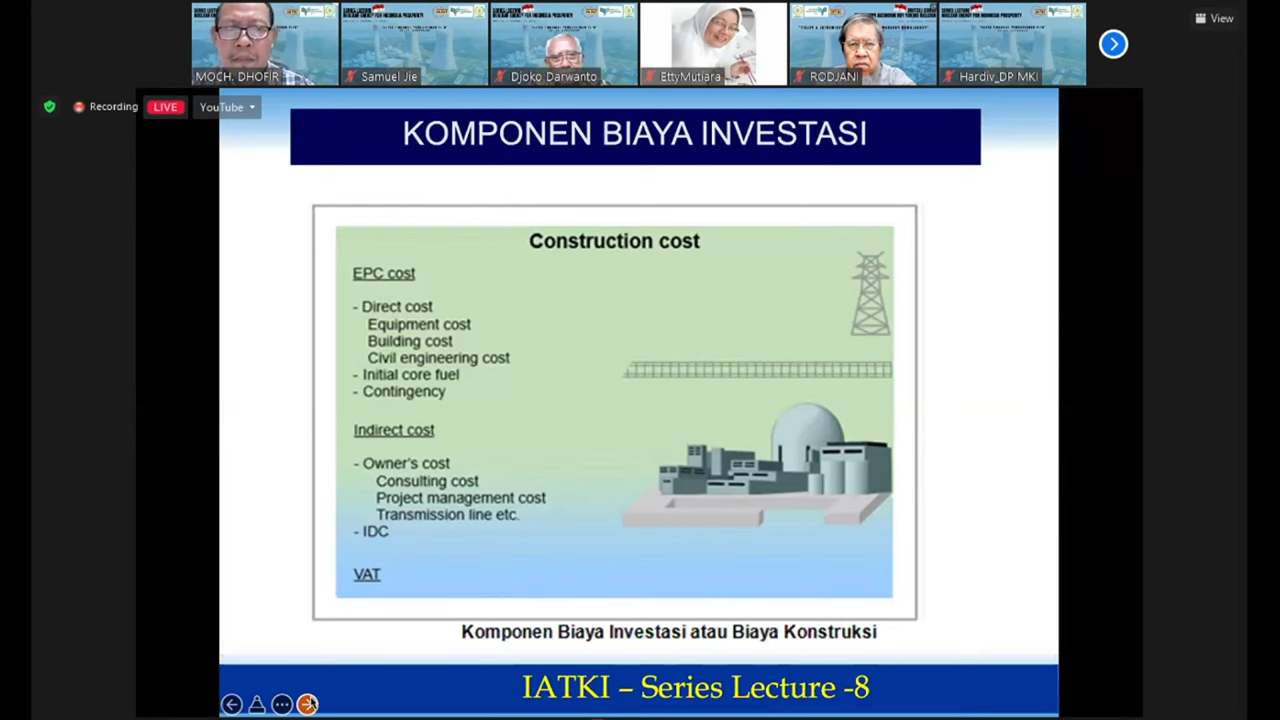 View
MOCH. DHOFIR
Samuel Jie
Djoko Darwanto
EttyMutiara
RODJANI
Hardiv_DP MKI
Recording
LIVE
YouTube
KOMPONEN BIAYA INVESTASI
Construction cost
EPC cost
- Direct cost
Equipment cost
Building cost
Civil engineering cost
- Initial core fuel
- Contingency
Indirect cost
- Owner's cost
Consulting cost
Project management cost
Transmission line etc.
- IDC
VAT
Komponen Biaya Investasi atau Biaya Konstruksi
IATKI – Series Lecture -8